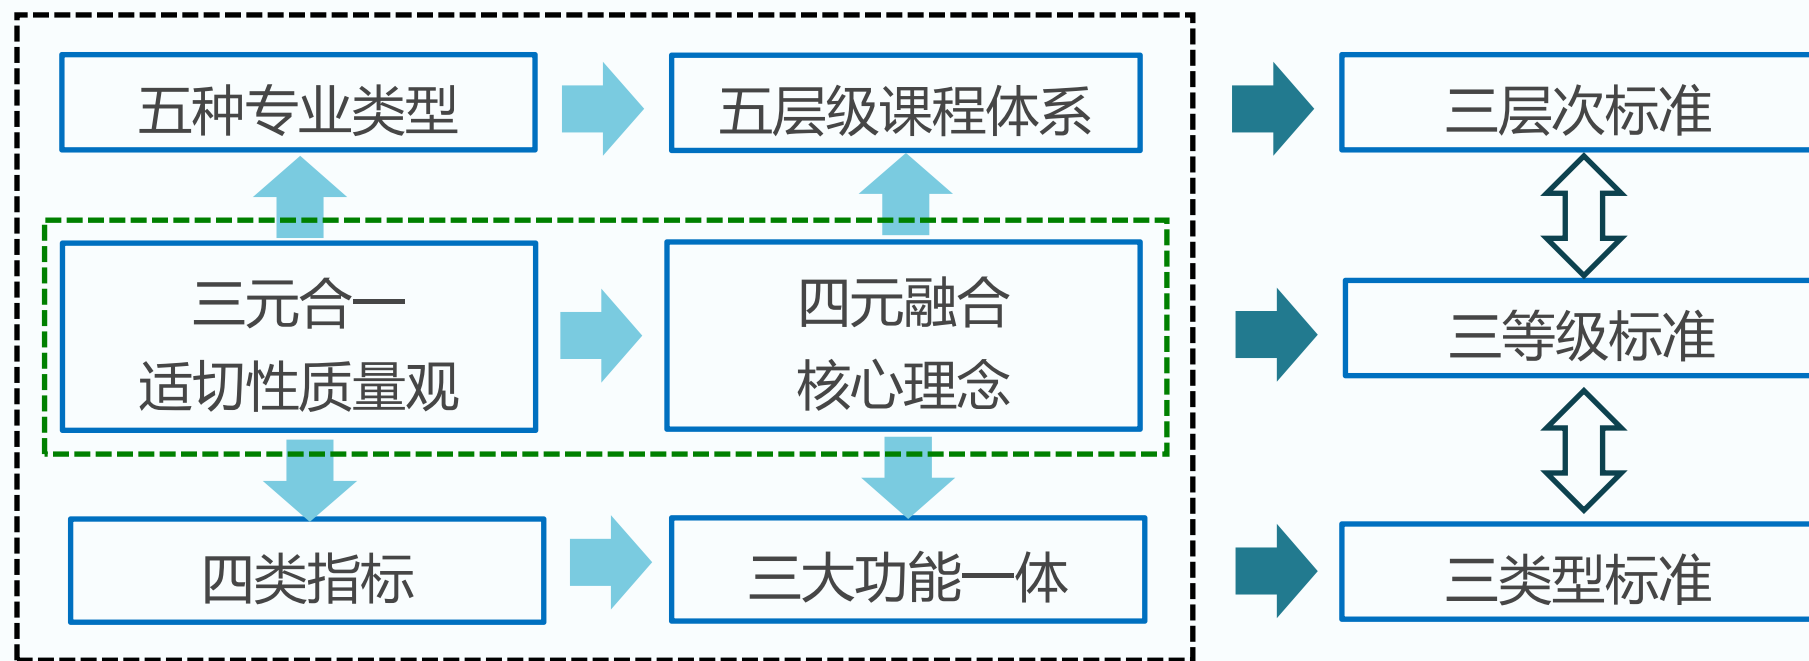 五种专业类型
五层级课程体系
三层次标准
三元合一
适切性质量观
四元融合
核心理念
三等级标准
四类指标
三大功能一体
三类型标准